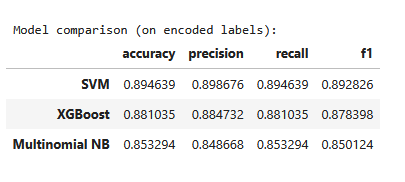 Model comparison (on encoded labels):
accuracy precision recall f1
SVM 0.894639 0.898676 0.894639 0.892826
XGBoost 0.881035 0.884732 0.881035 0.878398
Multinomial NB 0.853294 0.848668 0.853294 0.850124